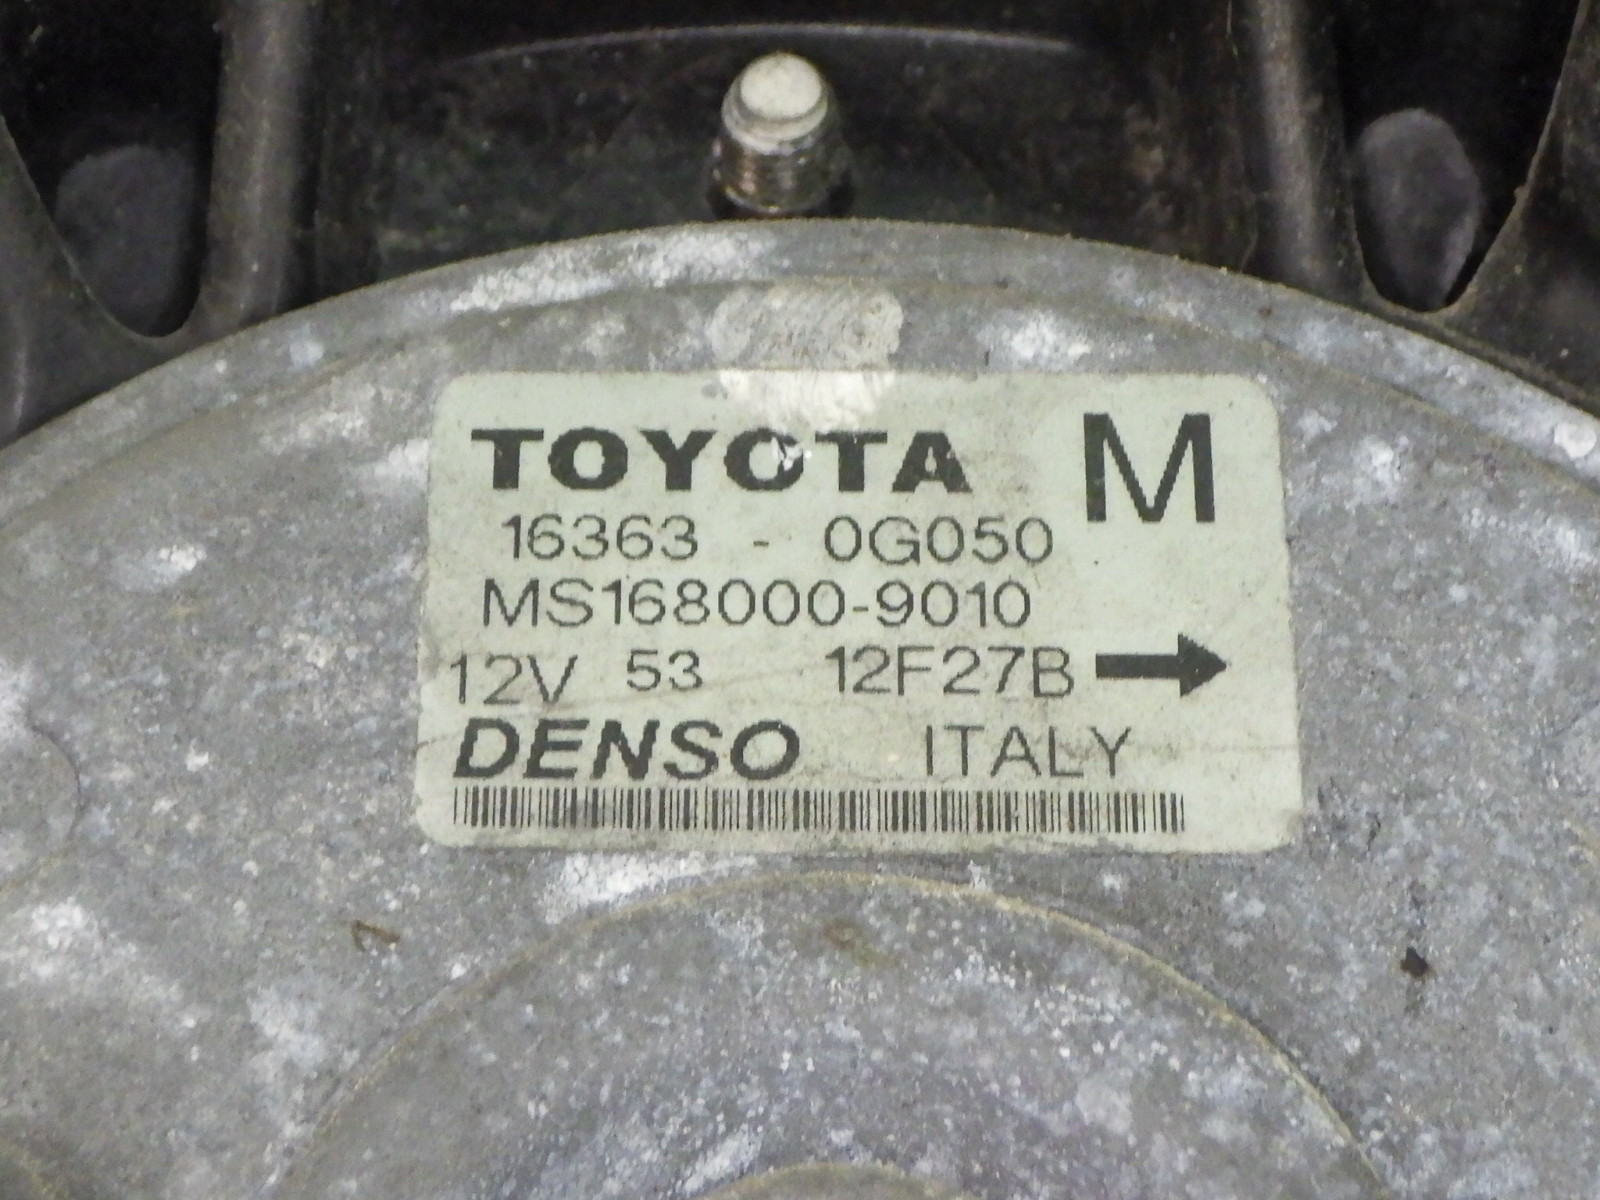 TOYOTA M
16363 - 0G050
MS168000-9010
12V 53 12F27B
DENSO ITALY